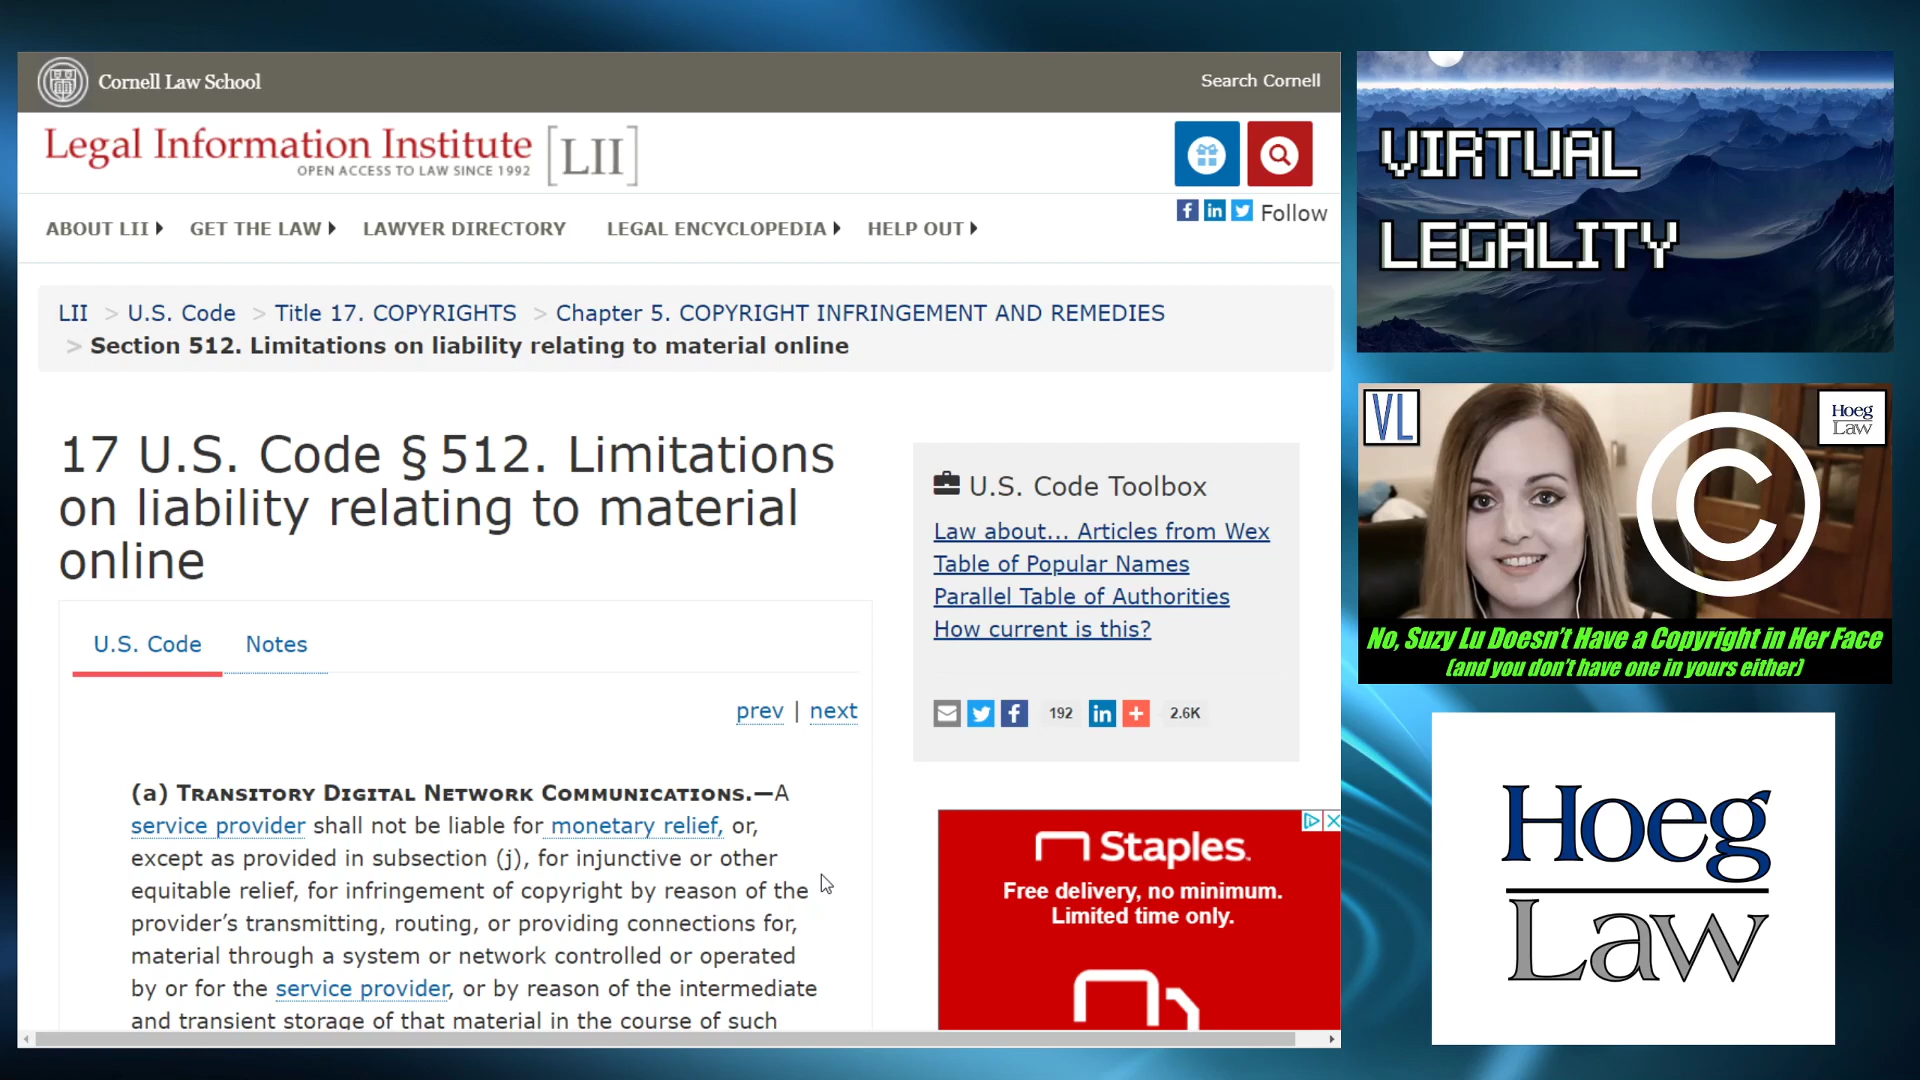 Cornell Law School
Search Cornell
Legal Information Institute [LII]
OPEN ACCESS TO LAW SINCE 1992
Follow
ABOUT LII GET THE LAW LAWYER DIRECTORY LEGAL ENCYCLOPEDIA HELP OUT
LII > U.S. Code > Title 17. COPYRIGHTS > Chapter 5. COPYRIGHT INFRINGEMENT AND REMEDIES
> Section 512. Limitations on liability relating to material online
17 U.S. Code § 512. Limitations
on liability relating to material
online
U.S. Code Notes
prev | next
(a) TRANSITORY DIGITAL NETWORK COMMUNICATIONS.—A
service provider shall not be liable for monetary relief, or,
except as provided in subsection (j), for injunctive or other
equitable relief, for infringement of copyright by reason of the
provider’s transmitting, routing, or providing connections for,
material through a system or network controlled or operated
by or for the service provider, or by reason of the intermediate
and transient storage of that material in the course of such
U.S. Code Toolbox
Law about... Articles from Wex
Table of Popular Names
Parallel Table of Authorities
How current is this?
192 2.6K
Staples.
Free delivery, no minimum.
Limited time only.
VIRTUAL
LEGALITY
VL
Hoeg
Law
©
No, Suzy Lu Doesn't Have a Copyright in Her Face
(and you don't have one in yours either)
Hoeg
Law